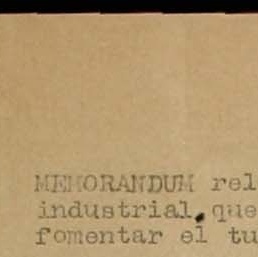 MEMORANDUM rel
industrial que
fomentar el tu